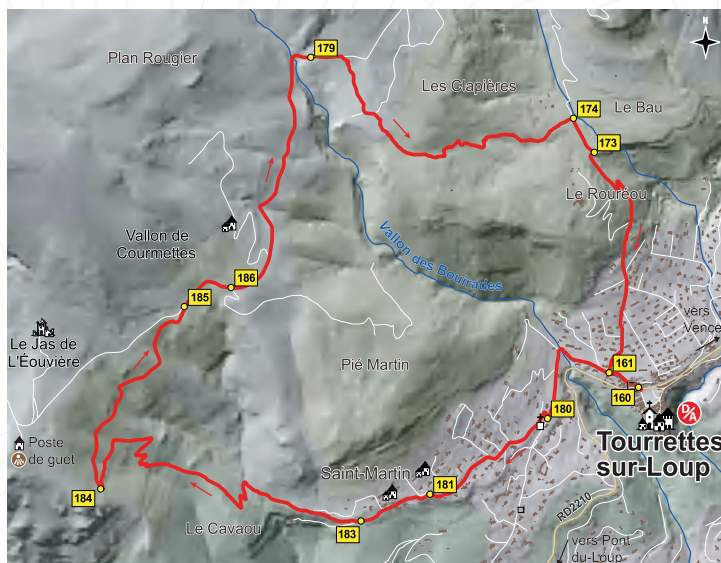 N
179
Plan Rougier
Les Clapières
174
Le Bau
173
Le Rouréou
Vallon de
Courmettes
Vallon des Bouirades
186
185
vers
Vence
Le Jas de
L'Éouvière
Pié Martin
161
160
180
D/A
Tourrettes
sur-Loup
Poste
de guet
Saint-Martin
181
184
RD2210
Le Cavaou
183
vers Pont
du-Loup